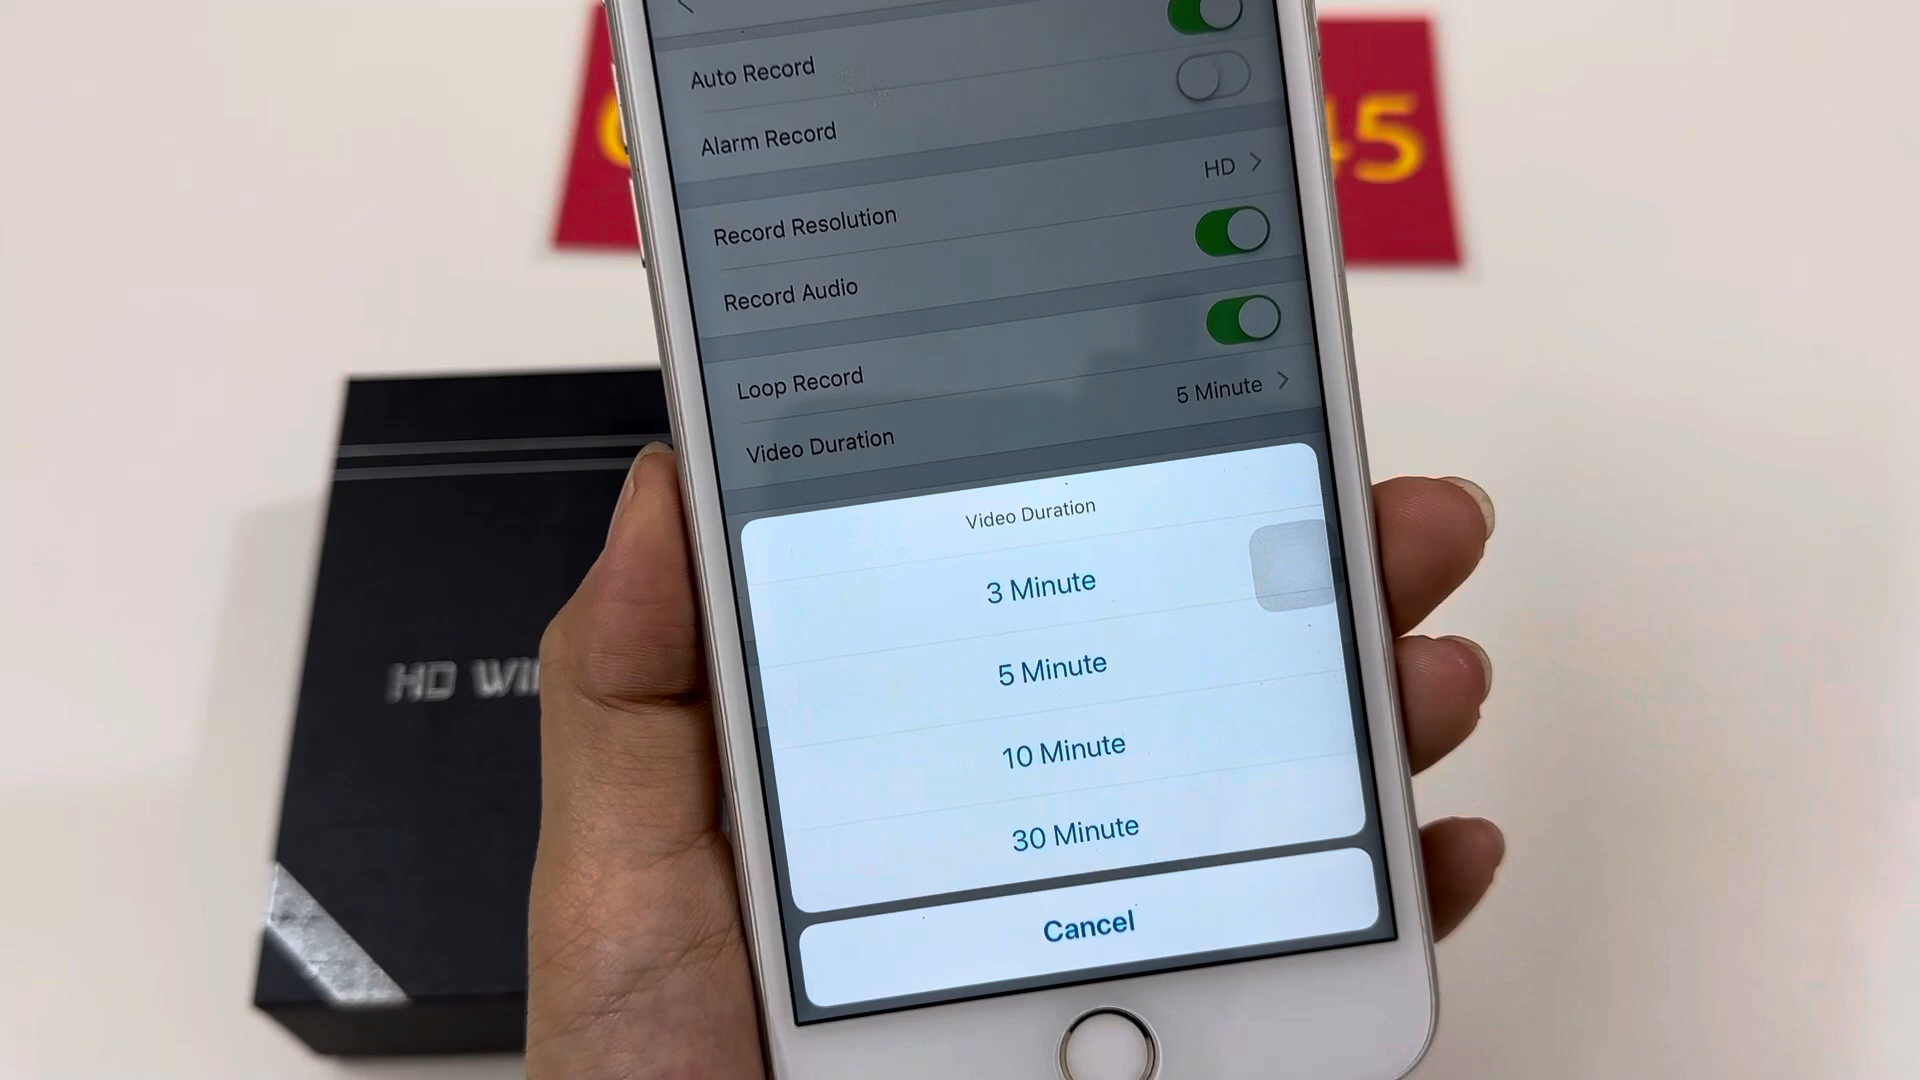 45
Auto Record
Alarm Record
Record Resolution HD
Record Audio
Loop Record
Video Duration 5 Minute
Video Duration
3 Minute
5 Minute
10 Minute
30 Minute
Cancel
HD